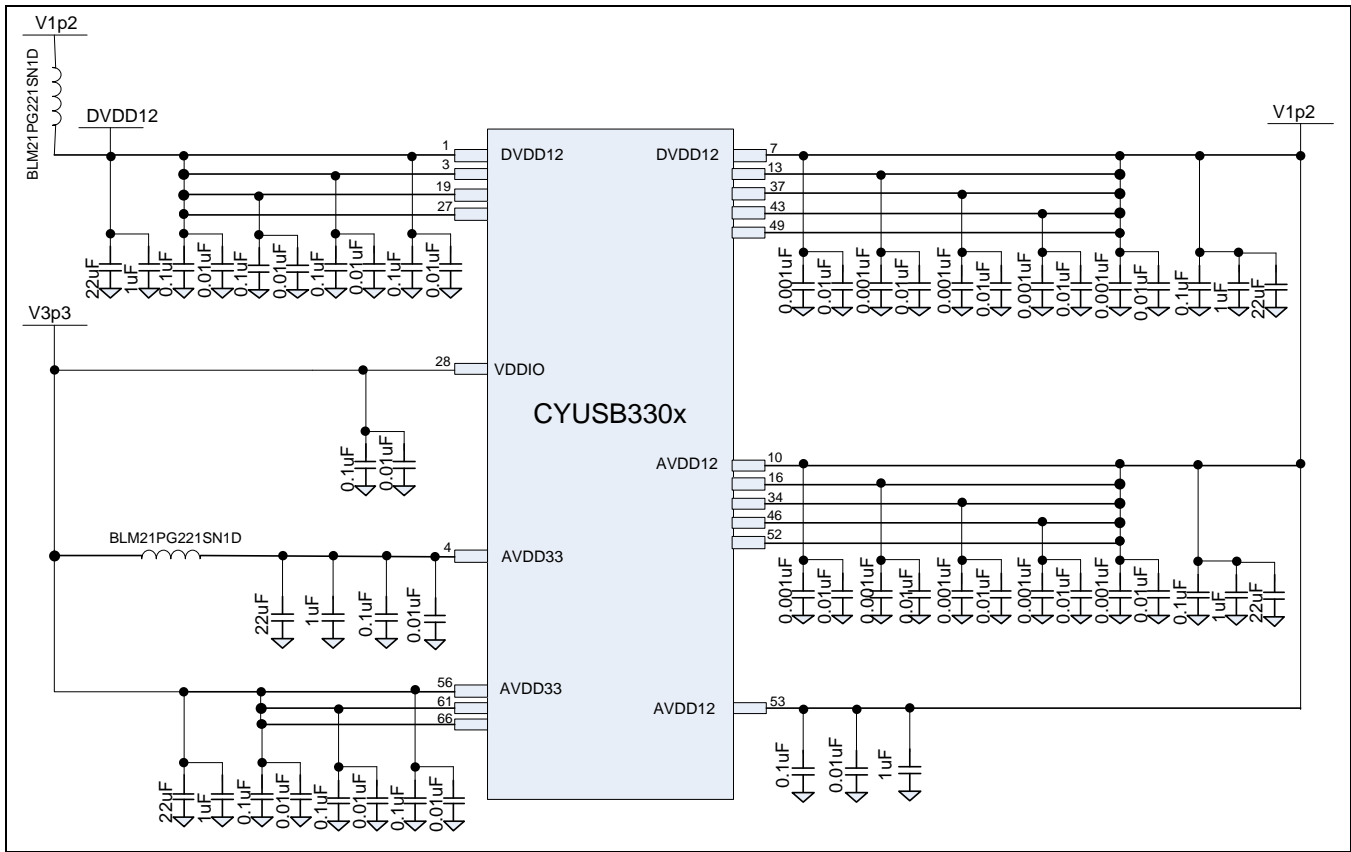 V1p2
BLM21PG221SN1D
DVDD12
1
3
19
27
DVDD12
22uF
1uF
0.1uF
0.01uF
0.1uF
0.01uF
0.1uF
0.01uF
0.1uF
0.01uF
V3p3
28
VDDIO
0.1uF
0.01uF
BLM21PG221SN1D
4
AVDD33
22uF
1uF
0.1uF
0.01uF
56
61
66
AVDD33
22uF
1uF
0.1uF
0.01uF
0.1uF
0.01uF
0.1uF
0.01uF
CYUSB330x
V1p2
DVDD12
7
13
37
43
49
0.001uF
0.01uF
0.001uF
0.01uF
0.001uF
0.01uF
0.001uF
0.01uF
0.001uF
0.01uF
0.1uF
1uF
22uF
AVDD12
10
16
34
46
52
0.001uF
0.01uF
0.001uF
0.01uF
0.001uF
0.01uF
0.001uF
0.01uF
0.001uF
0.01uF
0.1uF
1uF
22uF
AVDD12
53
0.1uF
0.01uF
1uF